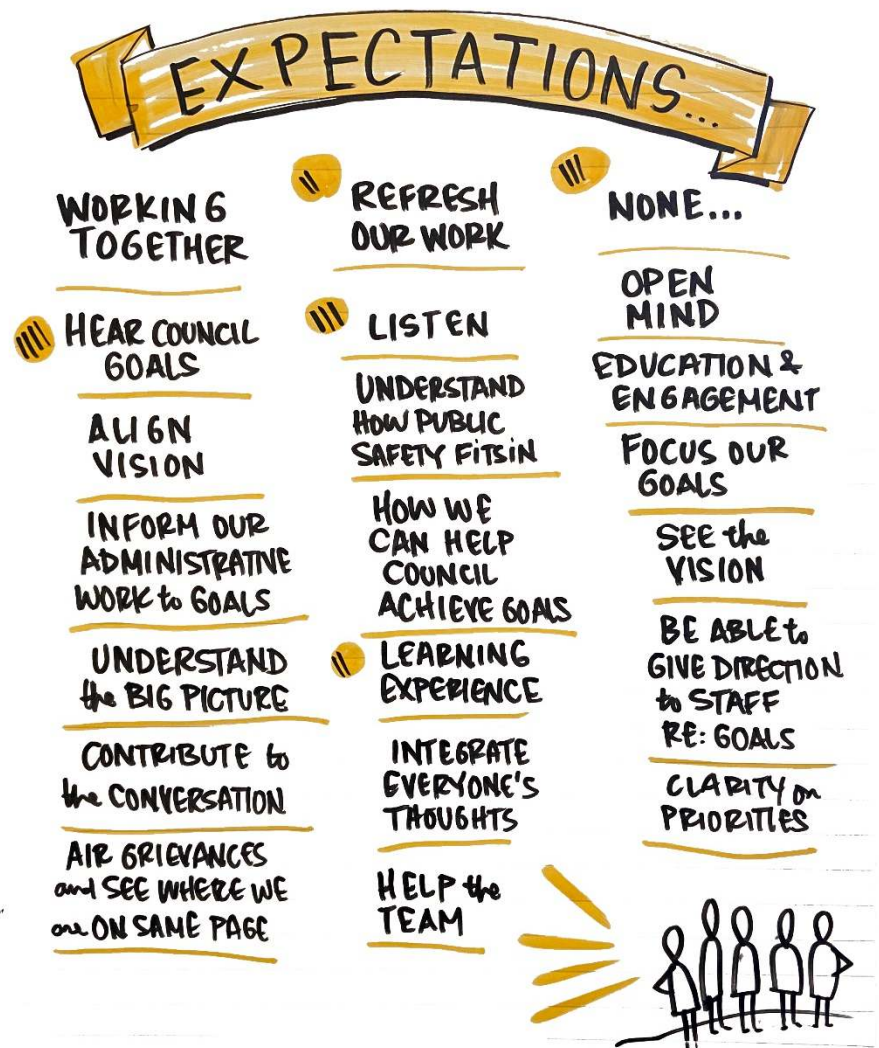 EXPECTATIONS...
WORKING
TOGETHER
HEAR COUNCIL
GOALS
ALIGN
VISION
INFORM OUR
ADMINISTRATIVE
WORK to GOALS
UNDERSTAND
the BIG PICTURE
CONTRIBUTE to
the CONVERSATION
AIR GRIEVANCES
and SEE WHERE WE
are ON SAME PAGE
REFRESH
OUR WORK
LISTEN
UNDERSTAND
HOW PUBLIC
SAFETY FiTS iN
HOW WE
CAN HELP
COUNCIL
ACHIEVE GOALS
LEARNING
EXPERIENCE
INTEGRATE
EVERYONE'S
THOUGHTS
HELP the
TEAM
NONE...
OPEN
MIND
EDUCATION &
ENGAGEMENT
FOCUS OUR
GOALS
SEE the
VISION
BE ABLE to
GIVE DIRECTION
to STAFF
RE: GOALS
CLARITY on
PRIORITIES